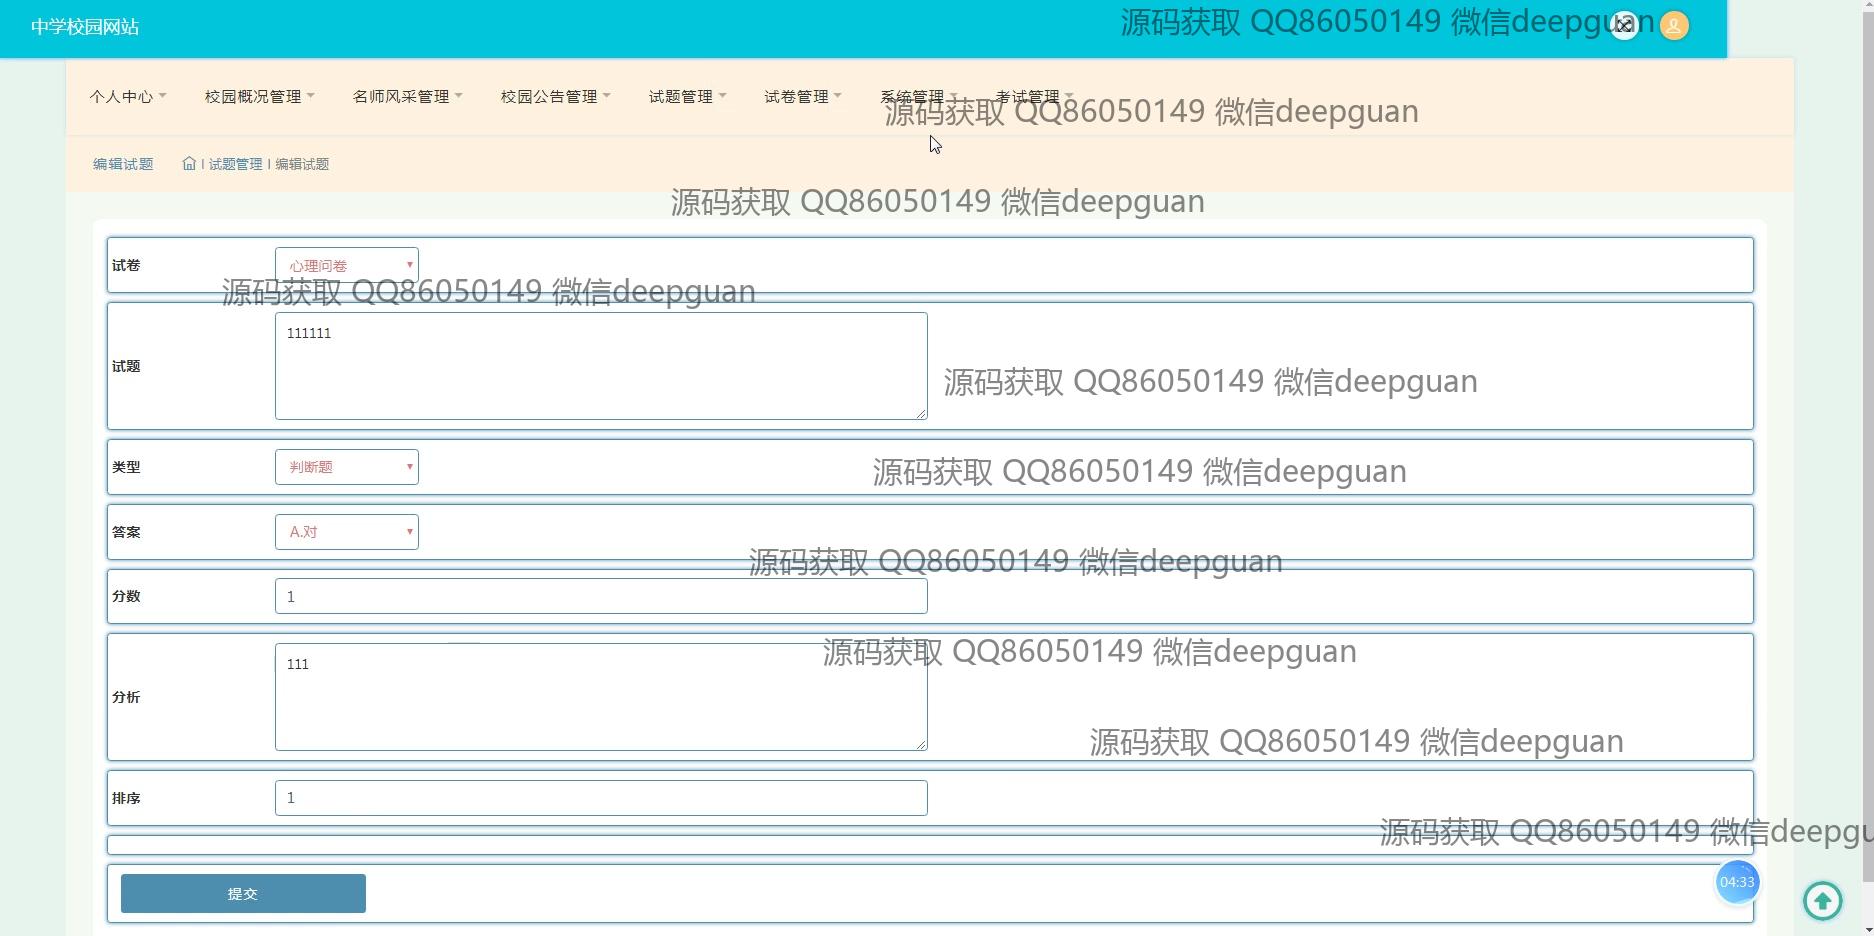 中学校园网站
源码获取 QQ86050149 微信deepguan
个人中心 校园概况管理 名师风采管理 校园公告管理 试题管理 试卷管理 系统管理 考试管理
源码获取 QQ86050149 微信deepguan
编辑试题 | 试题管理 | 编辑试题
源码获取 QQ86050149 微信deepguan
试卷 心理问卷
源码获取 QQ86050149 微信deepguan
试题 111111
源码获取 QQ86050149 微信deepguan
类型 判断题
源码获取 QQ86050149 微信deepguan
答案 A.对
源码获取 QQ86050149 微信deepguan
分数 1
源码获取 QQ86050149 微信deepguan
分析 111
源码获取 QQ86050149 微信deepguan
排序 1
源码获取 QQ86050149 微信deepgu
04:33
提交